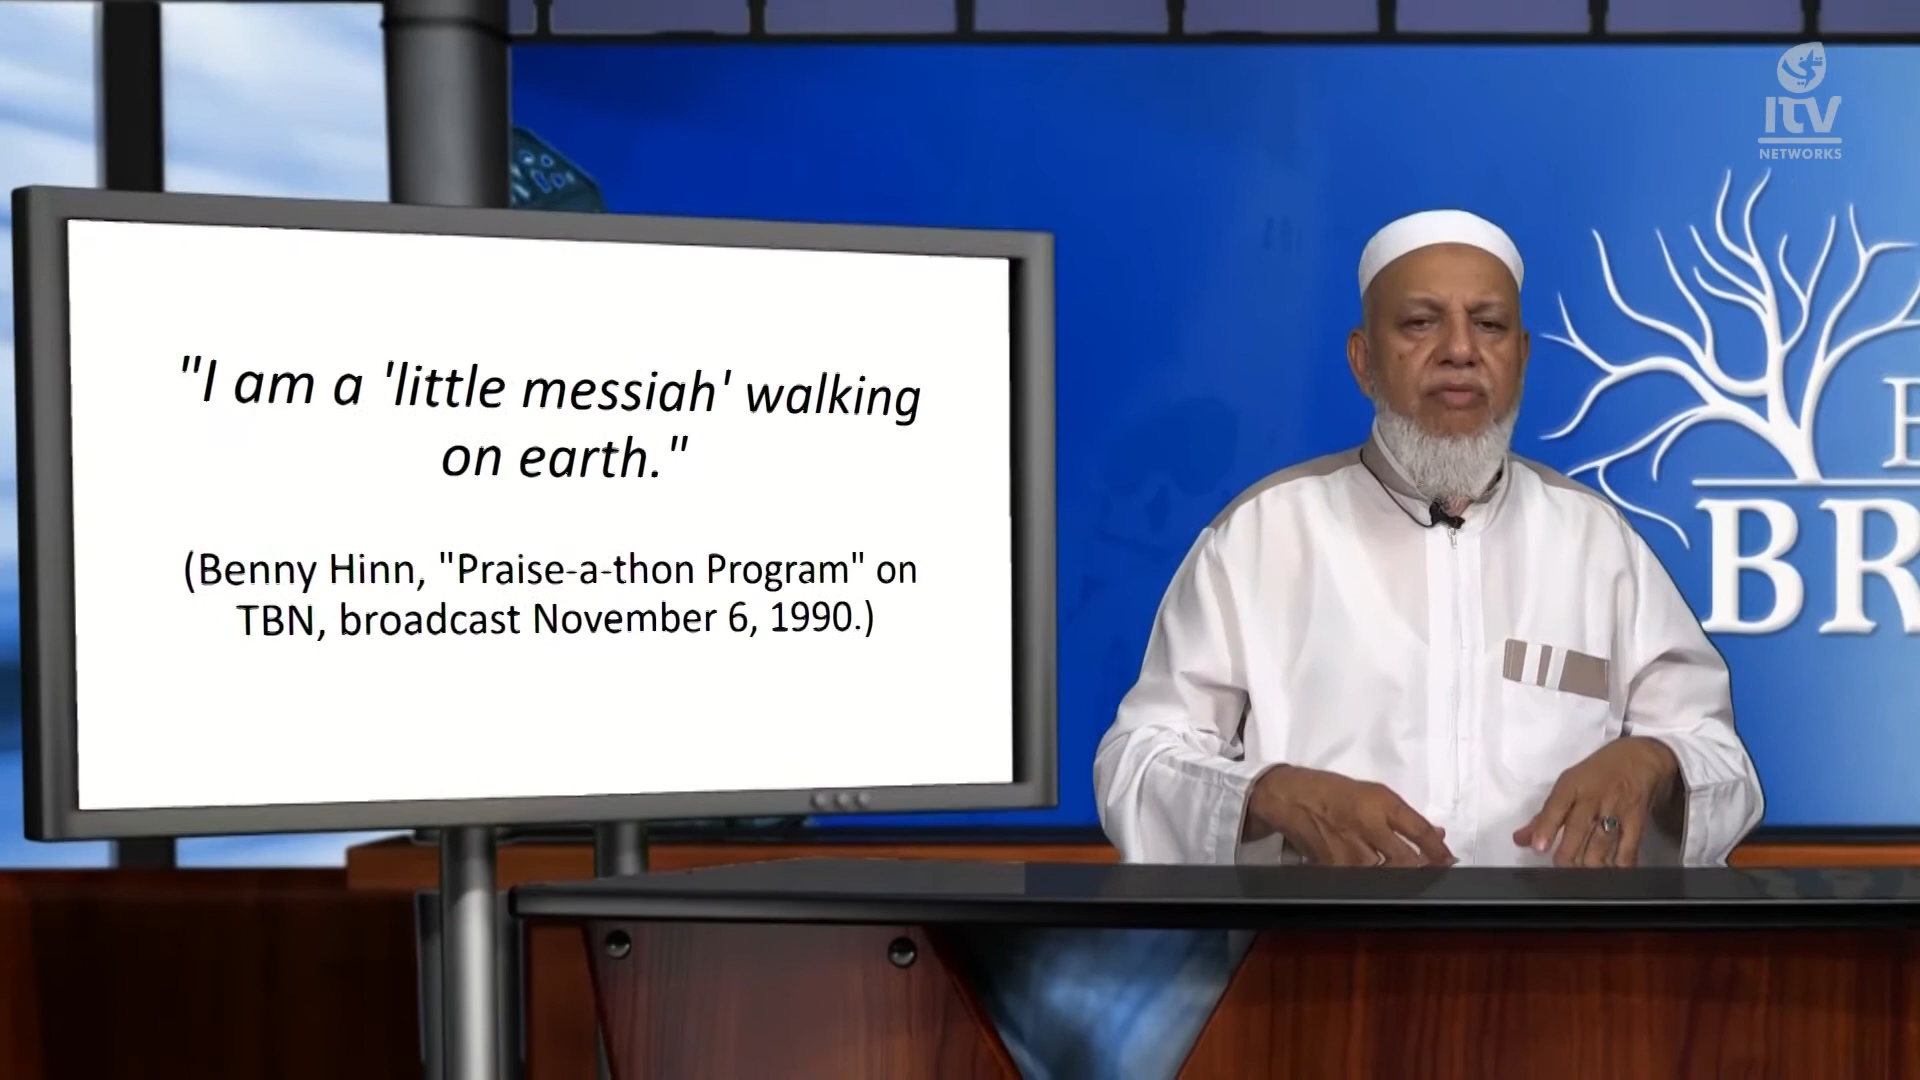 ITV
NETWORKS
"I am a 'little messiah' walking
on earth."
(Benny Hinn, "Praise-a-thon Program" on
TBN, broadcast November 6, 1990.)